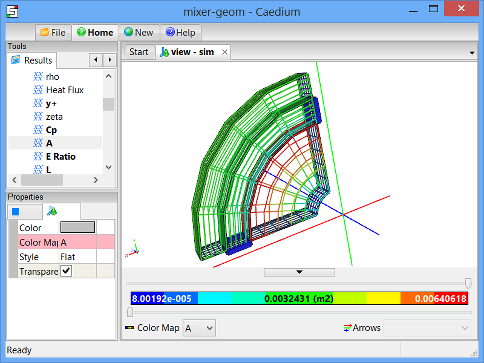 mixer-geom - Caedium
File
Home
New
Help
Tools
Results
rho
Heat Flux
y+
zeta
Cp
A
E Ratio
L
Properties
Color
Color Map A
Style Flat
Transpare
Start
view - sim
8.00192e-005 0.0032431 (m2) 0.00640618
Color Map A Arrows
Ready